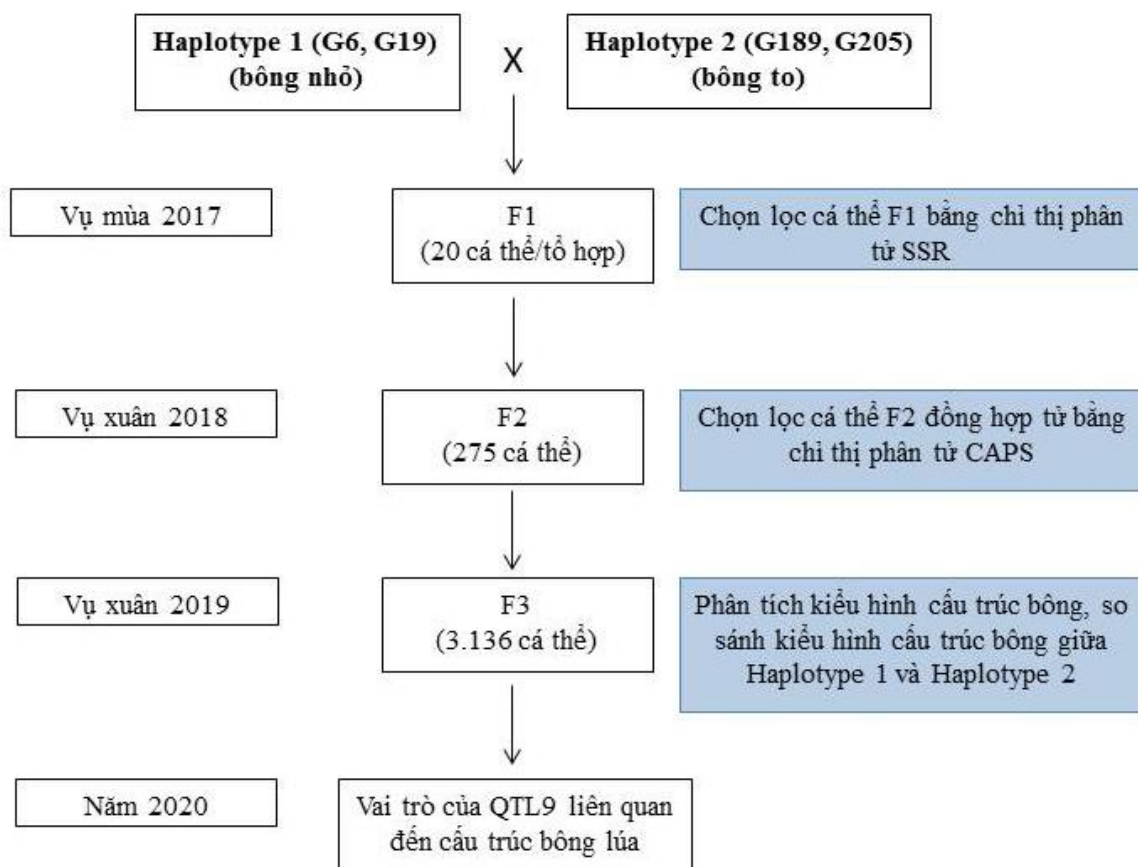 Haplotype 1 (G6, G19)
(bông nhỏ)
X
Haplotype 2 (G189, G205)
(bông to)
Vụ mùa 2017
F1
(20 cá thể/tổ hợp)
Chọn lọc cá thể F1 bằng chỉ thị phân
tử SSR
Vụ xuân 2018
F2
(275 cá thể)
Chọn lọc cá thể F2 đồng hợp tử bằng
chỉ thị phân tử CAPS
Vụ xuân 2019
F3
(3.136 cá thể)
Phân tích kiểu hình cấu trúc bông, so
sánh kiểu hình cấu trúc bông giữa
Haplotype 1 và Haplotype 2
Năm 2020
Vai trò của QTL9 liên quan
đến cấu trúc bông lúa